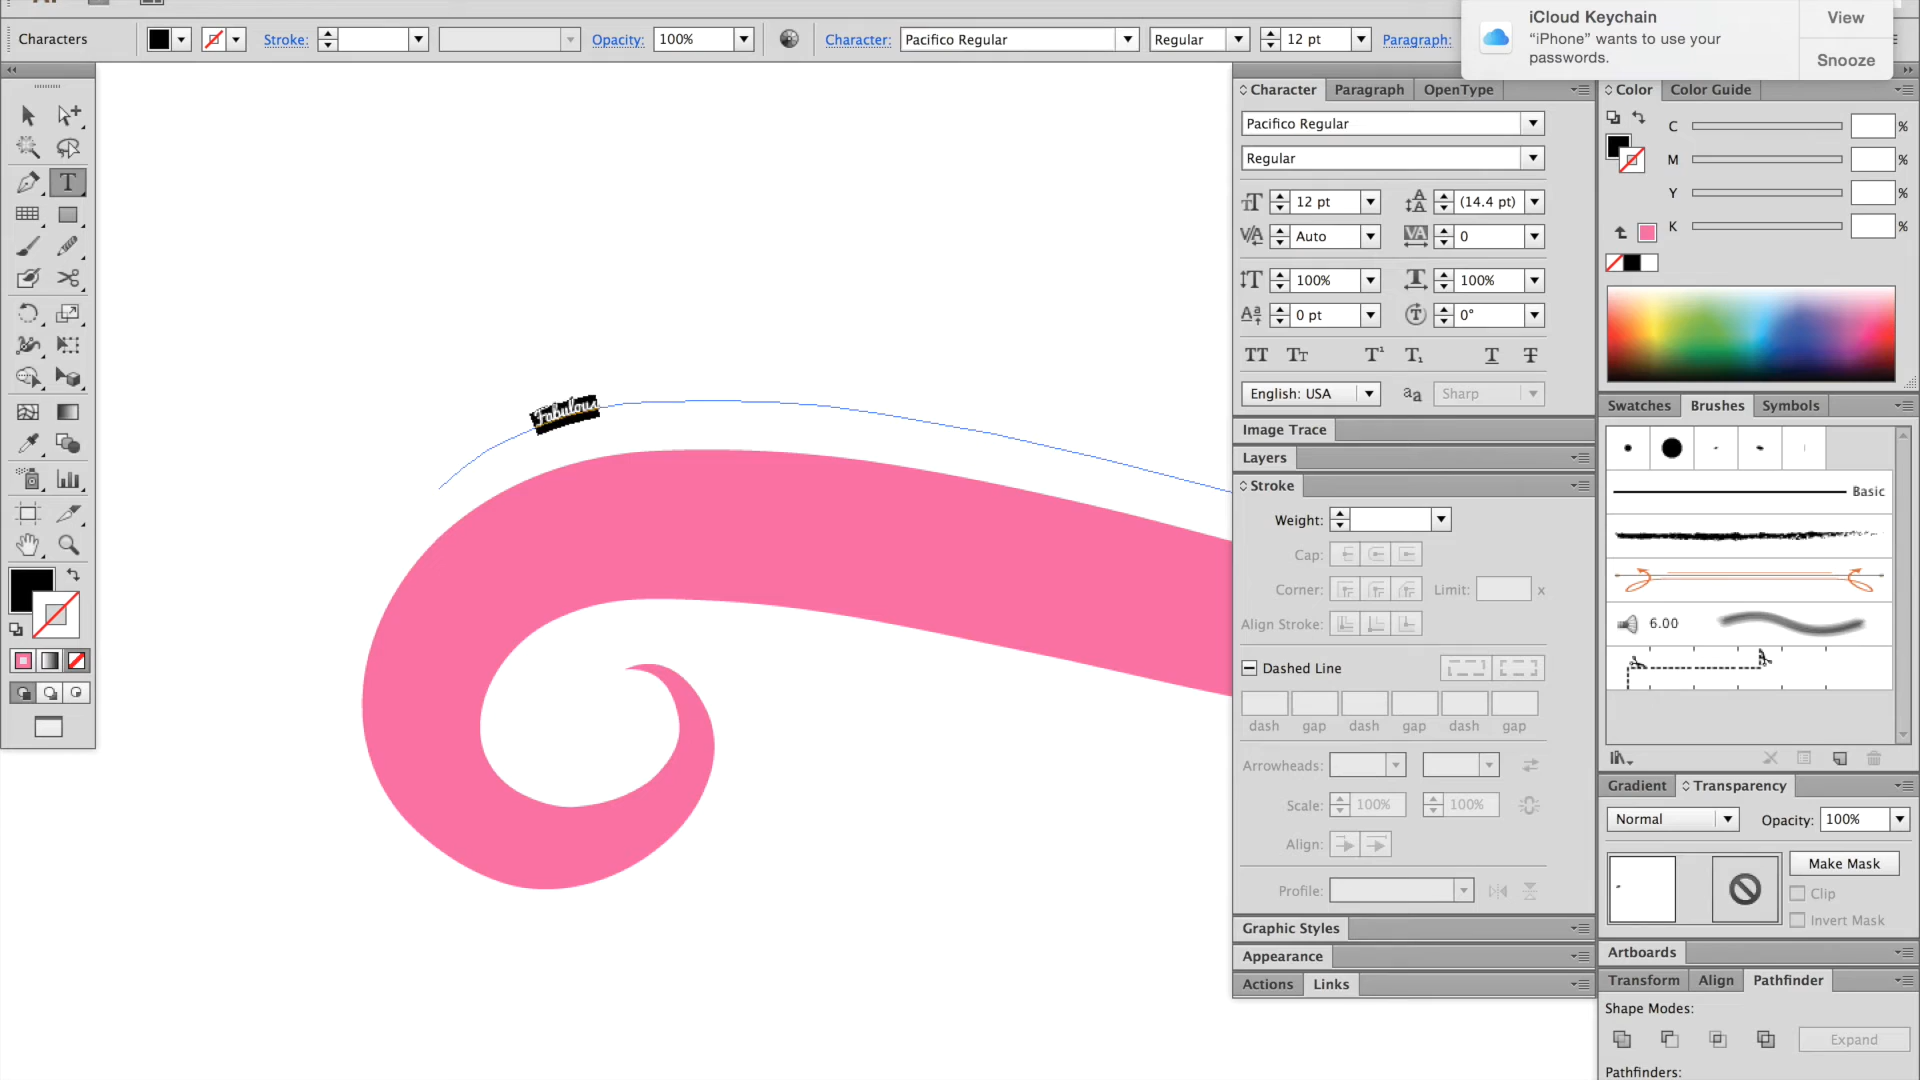 iCloud Keychain
“iPhone” wants to use your
passwords.
View
Snooze
Characters
Stroke:
Opacity:
100%
Character:
Pacifico Regular
Regular
12 pt
Paragraph:
Character
Paragraph
OpenType
Pacifico Regular
Regular
12 pt
(14.4 pt)
Auto
0
100%
100%
0 pt
0°
English: USA
Sharp
Image Trace
Layers
Stroke
Weight:
Cap:
Corner:
Limit:
x
Align Stroke:
Dashed Line
dash gap dash gap dash gap
Arrowheads:
Scale:
100%
100%
Align:
Profile:
Graphic Styles
Appearance
Actions
Links
Color
Color Guide
C %
M %
Y %
K %
Swatches
Brushes
Symbols
Basic
6.00
Gradient
Transparency
Normal
Opacity:
100%
Make Mask
Clip
Invert Mask
Artboards
Transform
Align
Pathfinder
Shape Modes:
Expand
Pathfinders:
Fabulous